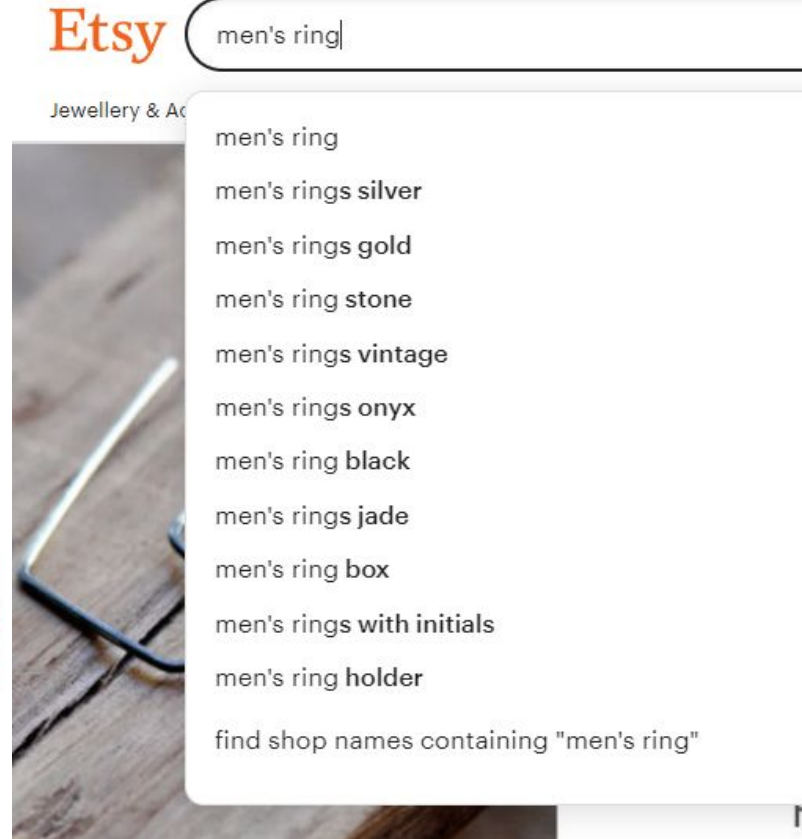 Etsy
men's ring
Jewellery & Ac
men's ring
men's rings silver
men's rings gold
men's ring stone
men's rings vintage
men's rings onyx
men's ring black
men's rings jade
men's ring box
men's rings with initials
men's ring holder
find shop names containing "men's ring"